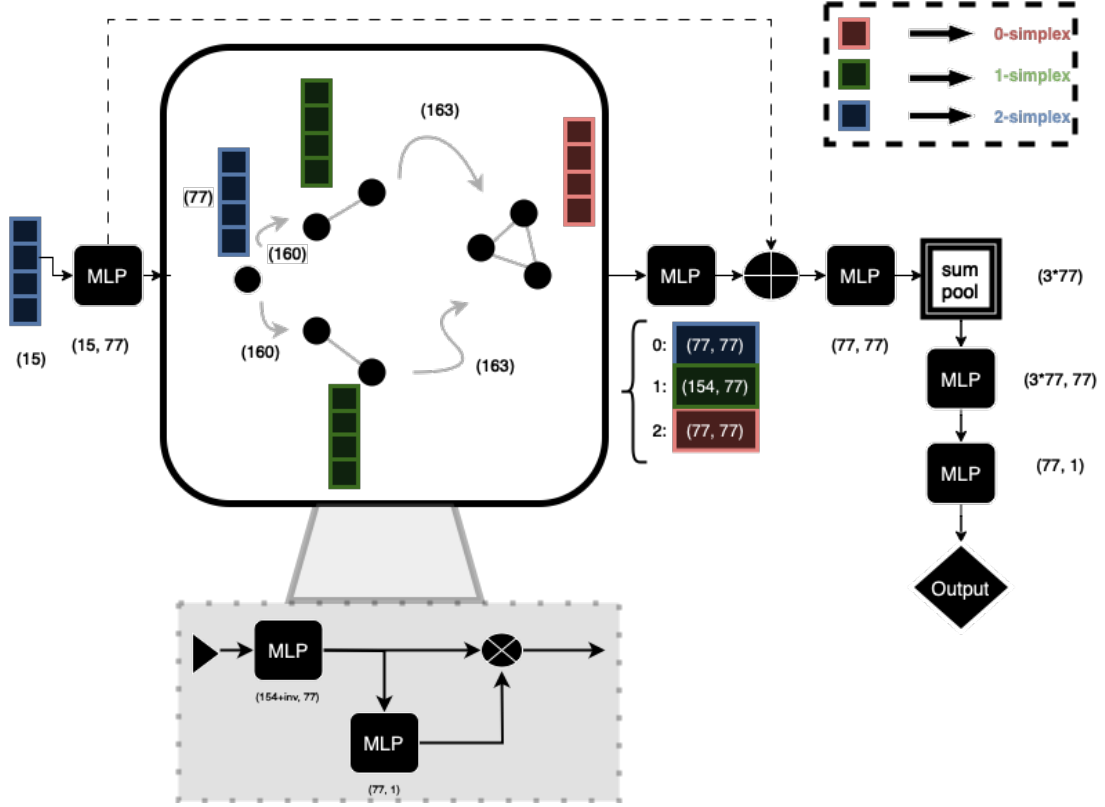 0-simplex
1-simplex
2-simplex
(163)
(77)
(160)
MLP
(15)
(15, 77)
(160)
(163)
MLP
MLP
(77, 77)
sum
pool
(3*77)
0: (77, 77)
1: (154, 77)
2: (77, 77)
MLP
(3*77, 77)
MLP
(77, 1)
Output
MLP
(154+inv, 77)
MLP
(77, 1)